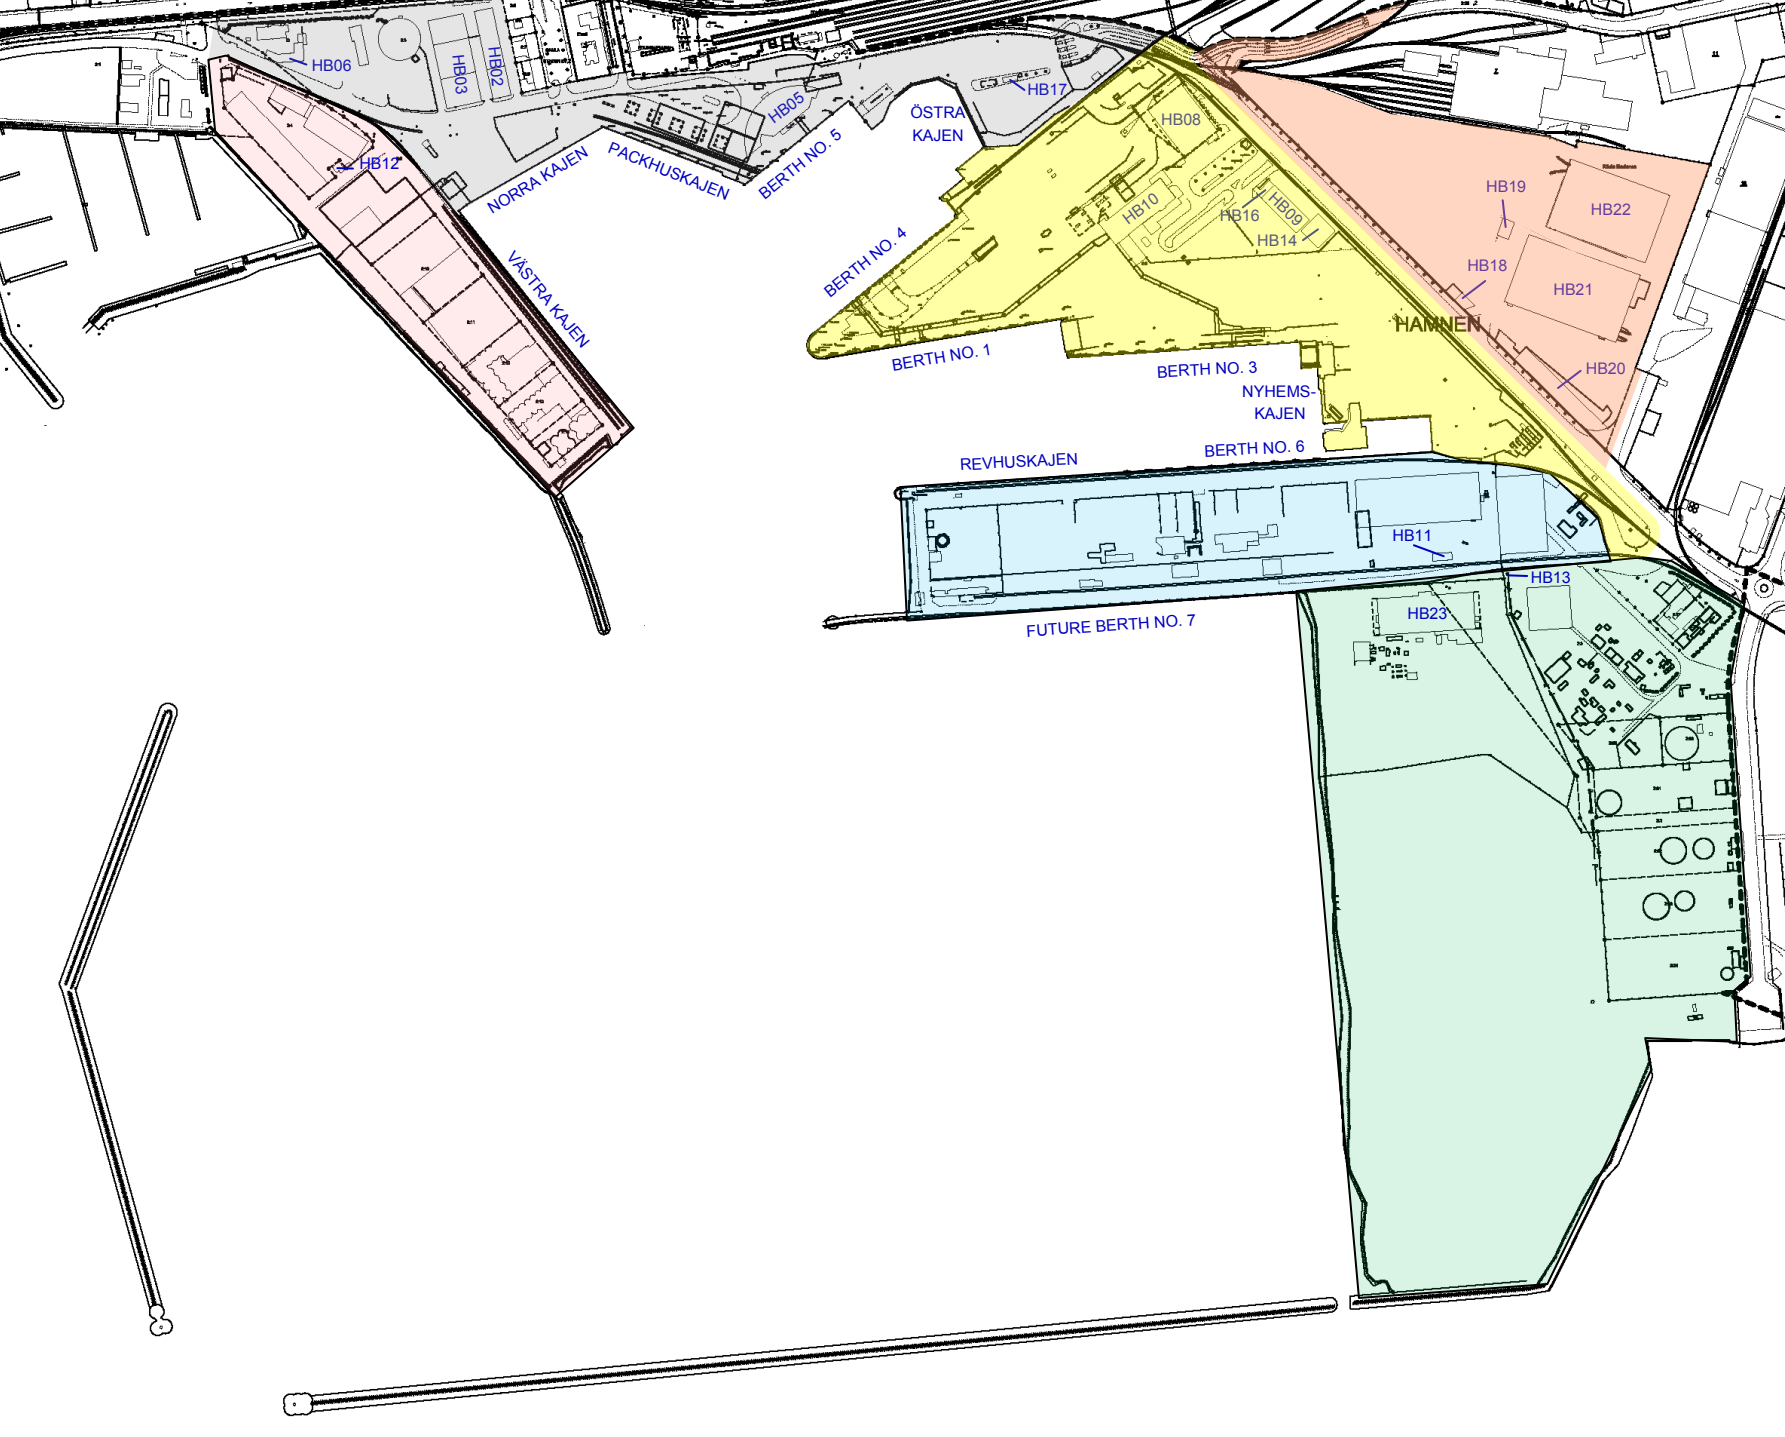 HB06
HB03
HB02
HB05
HB17
HB12
NORRA KAJEN
PACKHUSKAJEN
BERTH NO. 5
ÖSTRA
KAJEN
VÄSTRA KAJEN
HB08
HB10
HB16
HB09
HB14
BERTH NO. 4
BERTH NO. 1
BERTH NO. 3
NYHEMS-
KAJEN
HB19
HB22
HB18
HB21
HAMNEN
HB20
BERTH NO. 6
REVHUSKAJEN
HB11
HB13
HB23
FUTURE BERTH NO. 7